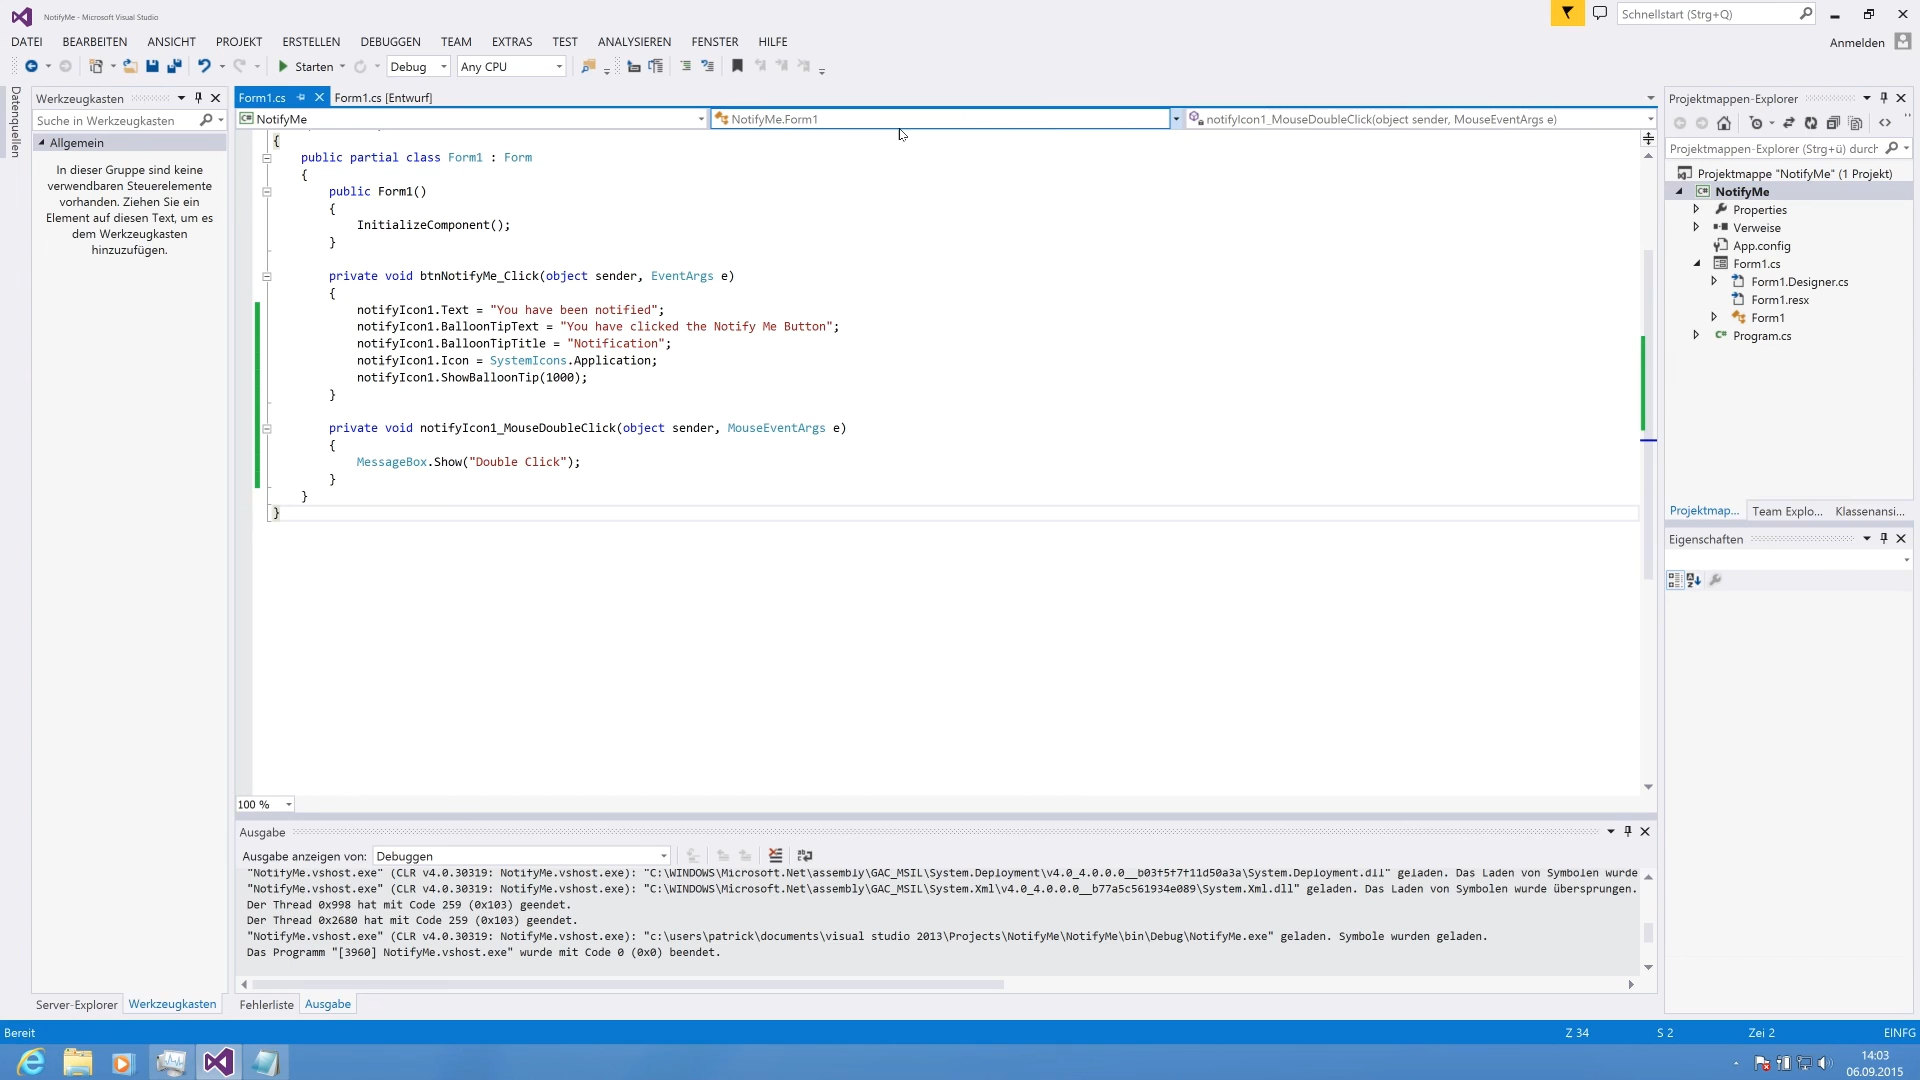 NotifyMe - Microsoft Visual Studio
Schnellstart (Strg+Q)
DATEI BEARBEITEN ANSICHT PROJEKT ERSTELLEN DEBUGGEN TEAM EXTRAS TEST ANALYSIEREN FENSTER HILFE
Anmelden
Starten Debug Any CPU
Datenquellen
Werkzeugkasten
Suche in Werkzeugkasten
Allgemein
In dieser Gruppe sind keine
verwendbaren Steuerelemente
vorhanden. Ziehen Sie ein
Element auf diesen Text, um es
dem Werkzeugkasten
hinzuzufügen.
Server-Explorer Werkzeugkasten
Form1.cs Form1.cs [Entwurf]
NotifyMe NotifyMe.Form1 notifyIcon1_MouseDoubleClick(object sender, MouseEventArgs e)
{
public partial class Form1 : Form
{
public Form1()
{
InitializeComponent();
}
private void btnNotifyMe_Click(object sender, EventArgs e)
{
notifyIcon1.Text = "You have been notified";
notifyIcon1.BalloonTipText = "You have clicked the Notify Me Button";
notifyIcon1.BalloonTipTitle = "Notification";
notifyIcon1.Icon = SystemIcons.Application;
notifyIcon1.ShowBalloonTip(1000);
}
private void notifyIcon1_MouseDoubleClick(object sender, MouseEventArgs e)
{
MessageBox.Show("Double Click");
}
}
}
100 %
Ausgabe
Ausgabe anzeigen von: Debuggen
"NotifyMe.vshost.exe" (CLR v4.0.30319: NotifyMe.vshost.exe): "C:\WINDOWS\Microsoft.Net\assembly\GAC_MSIL\System.Deployment\v4.0_4.0.0.0__b03f5f7f11d50a3a\System.Deployment.dll" geladen. Das Laden von Symbolen wurde
"NotifyMe.vshost.exe" (CLR v4.0.30319: NotifyMe.vshost.exe): "C:\WINDOWS\Microsoft.Net\assembly\GAC_MSIL\System.Xml\v4.0_4.0.0.0__b77a5c561934e089\System.Xml.dll" geladen. Das Laden von Symbolen wurde übersprungen.
Der Thread 0x998 hat mit Code 259 (0x103) geendet.
Der Thread 0x2680 hat mit Code 259 (0x103) geendet.
"NotifyMe.vshost.exe" (CLR v4.0.30319: NotifyMe.vshost.exe): "c:\users\patrick\documents\visual studio 2013\Projects\NotifyMe\NotifyMe\bin\Debug\NotifyMe.exe" geladen. Symbole wurden geladen.
Das Programm "[3960] NotifyMe.vshost.exe" wurde mit Code 0 (0x0) beendet.
Fehlerliste Ausgabe
Projektmappen-Explorer
Projektmappen-Explorer (Strg+ü) durch
Projektmappe "NotifyMe" (1 Projekt)
NotifyMe
Properties
Verweise
App.config
Form1.cs
Form1.Designer.cs
Form1.resx
Form1
Program.cs
Projektmap... Team Explo... Klassenansi...
Eigenschaften
Bereit Z 34 S 2 Zei 2 EINFG
14:03
06.09.2015